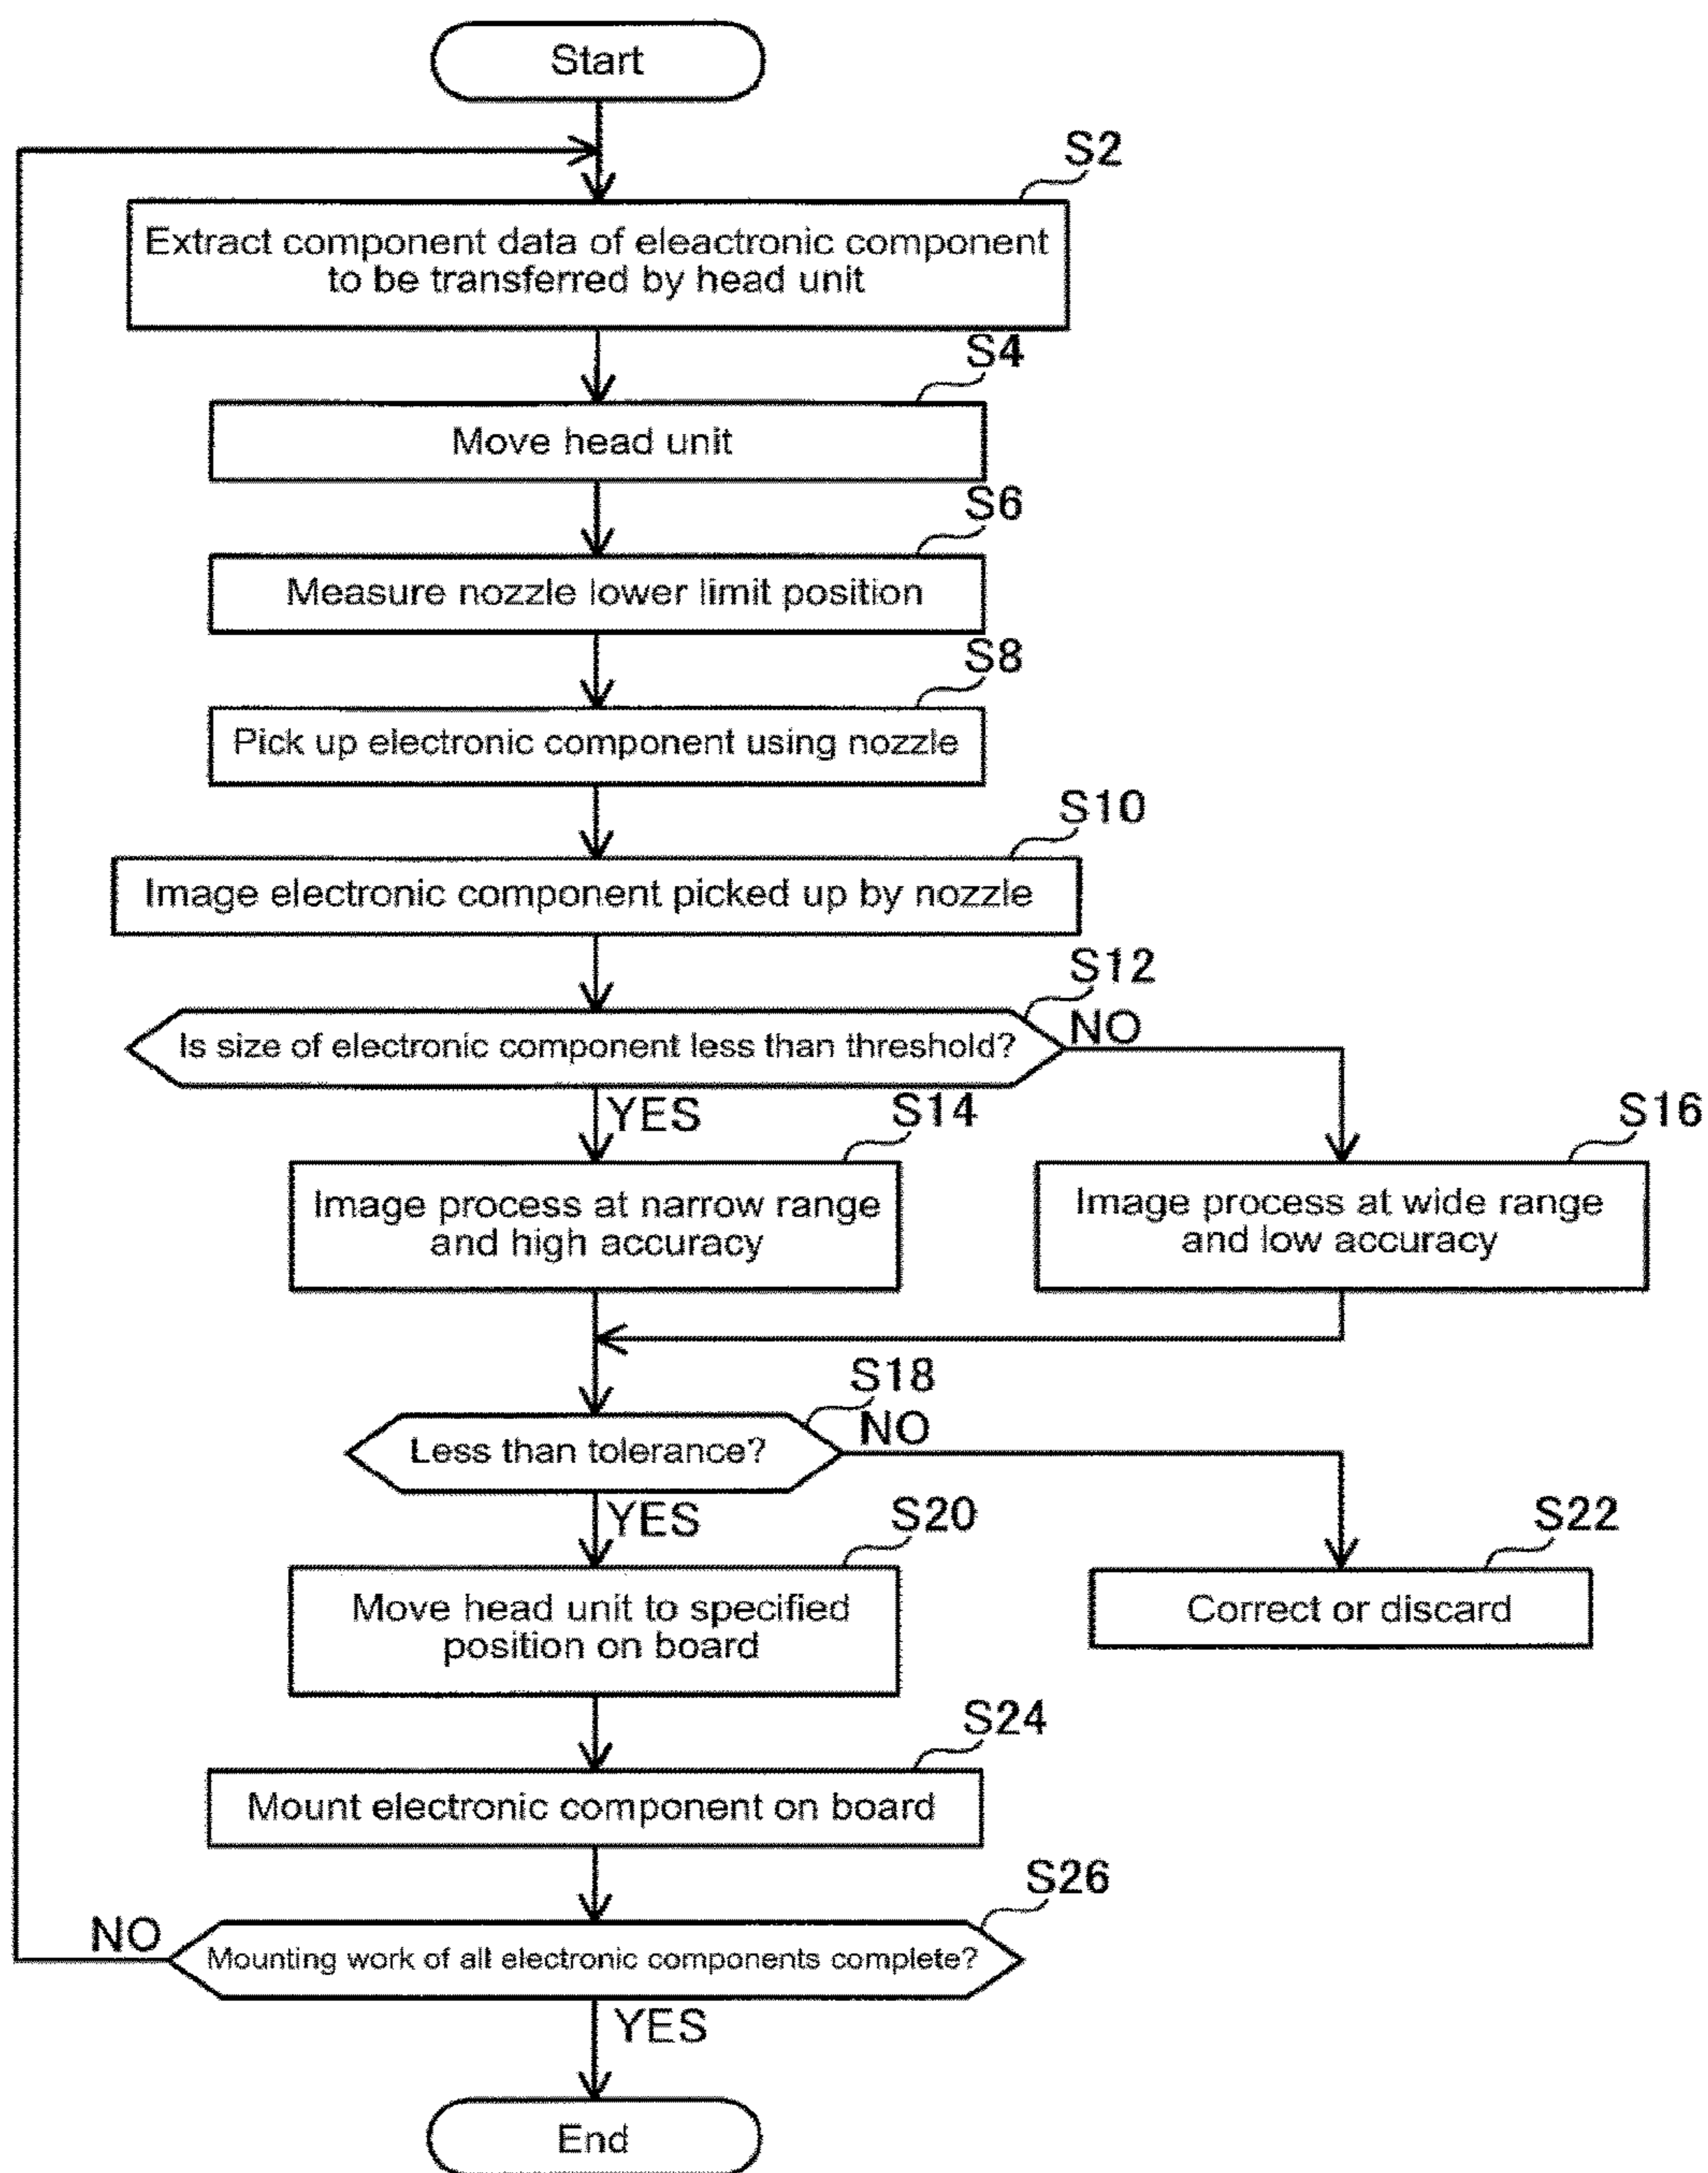 Start
S2
Extract component data of eleactronic component
to be transferred by head unit
S4
Move head unit
S6
Measure nozzle lower limit position
S8
Pick up electronic component using nozzle
S10
Image electronic component picked up by nozzle
S12
Is size of electronic component less than threshold?
NO
YES
S14
S16
Image process at narrow range
and high accuracy
Image process at wide range
and low accuracy
S18
Less than tolerance?
NO
YES
S20
S22
Move head unit to specified
position on board
Correct or discard
S24
Mount electronic component on board
S26
NO
Mounting work of all electronic components complete?
YES
End